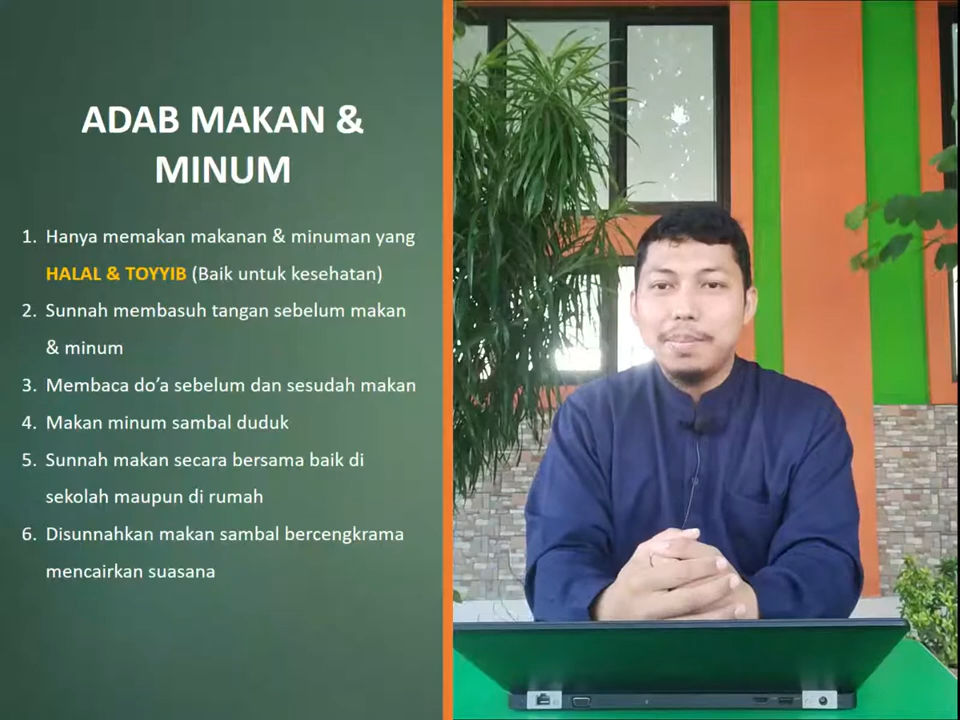 ADAB MAKAN &
MINUM
1. Hanya memakan makanan & minuman yang
HALAL & TOYYIB (Baik untuk kesehatan)
2. Sunnah membasuh tangan sebelum makan
& minum
3. Membaca do’a sebelum dan sesudah makan
4. Makan minum sambal duduk
5. Sunnah makan secara bersama baik di
sekolah maupun di rumah
6. Disunnahkan makan sambal bercengkrama
mencairkan suasana